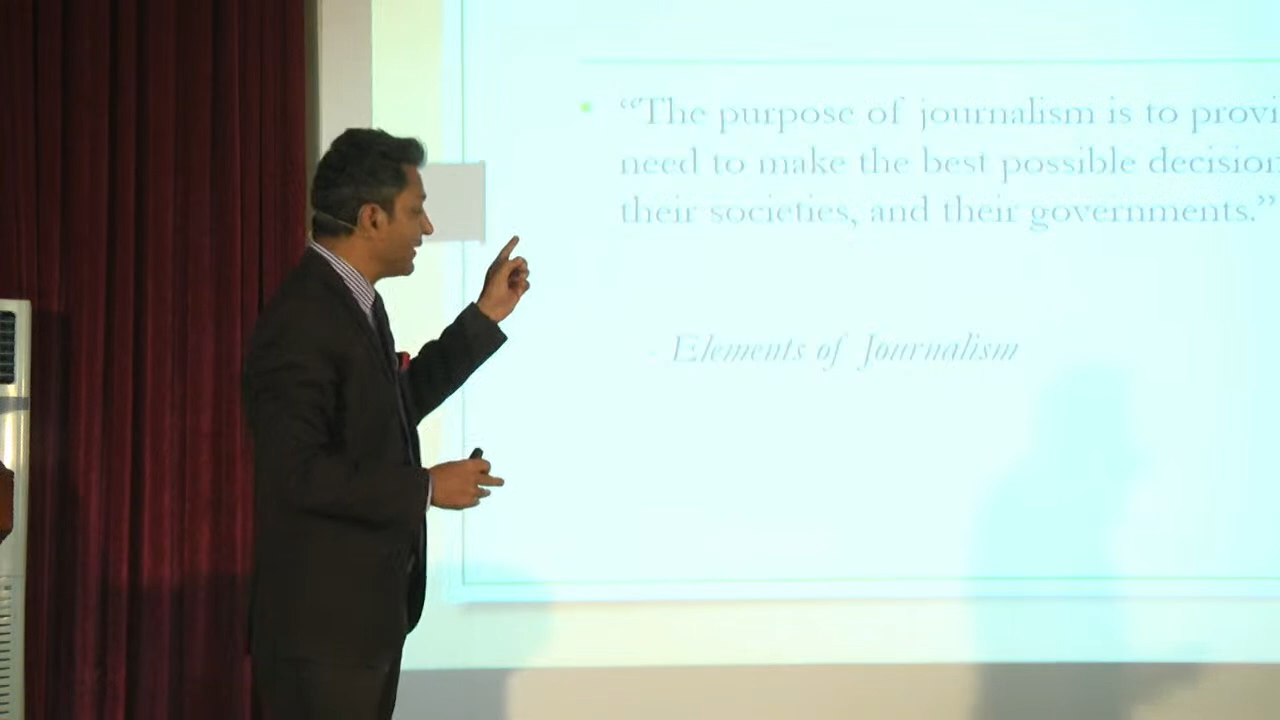 • “The purpose of journalism is to provi
need to make the best possible decision
their societies, and their governments.”
- Elements of Journalism